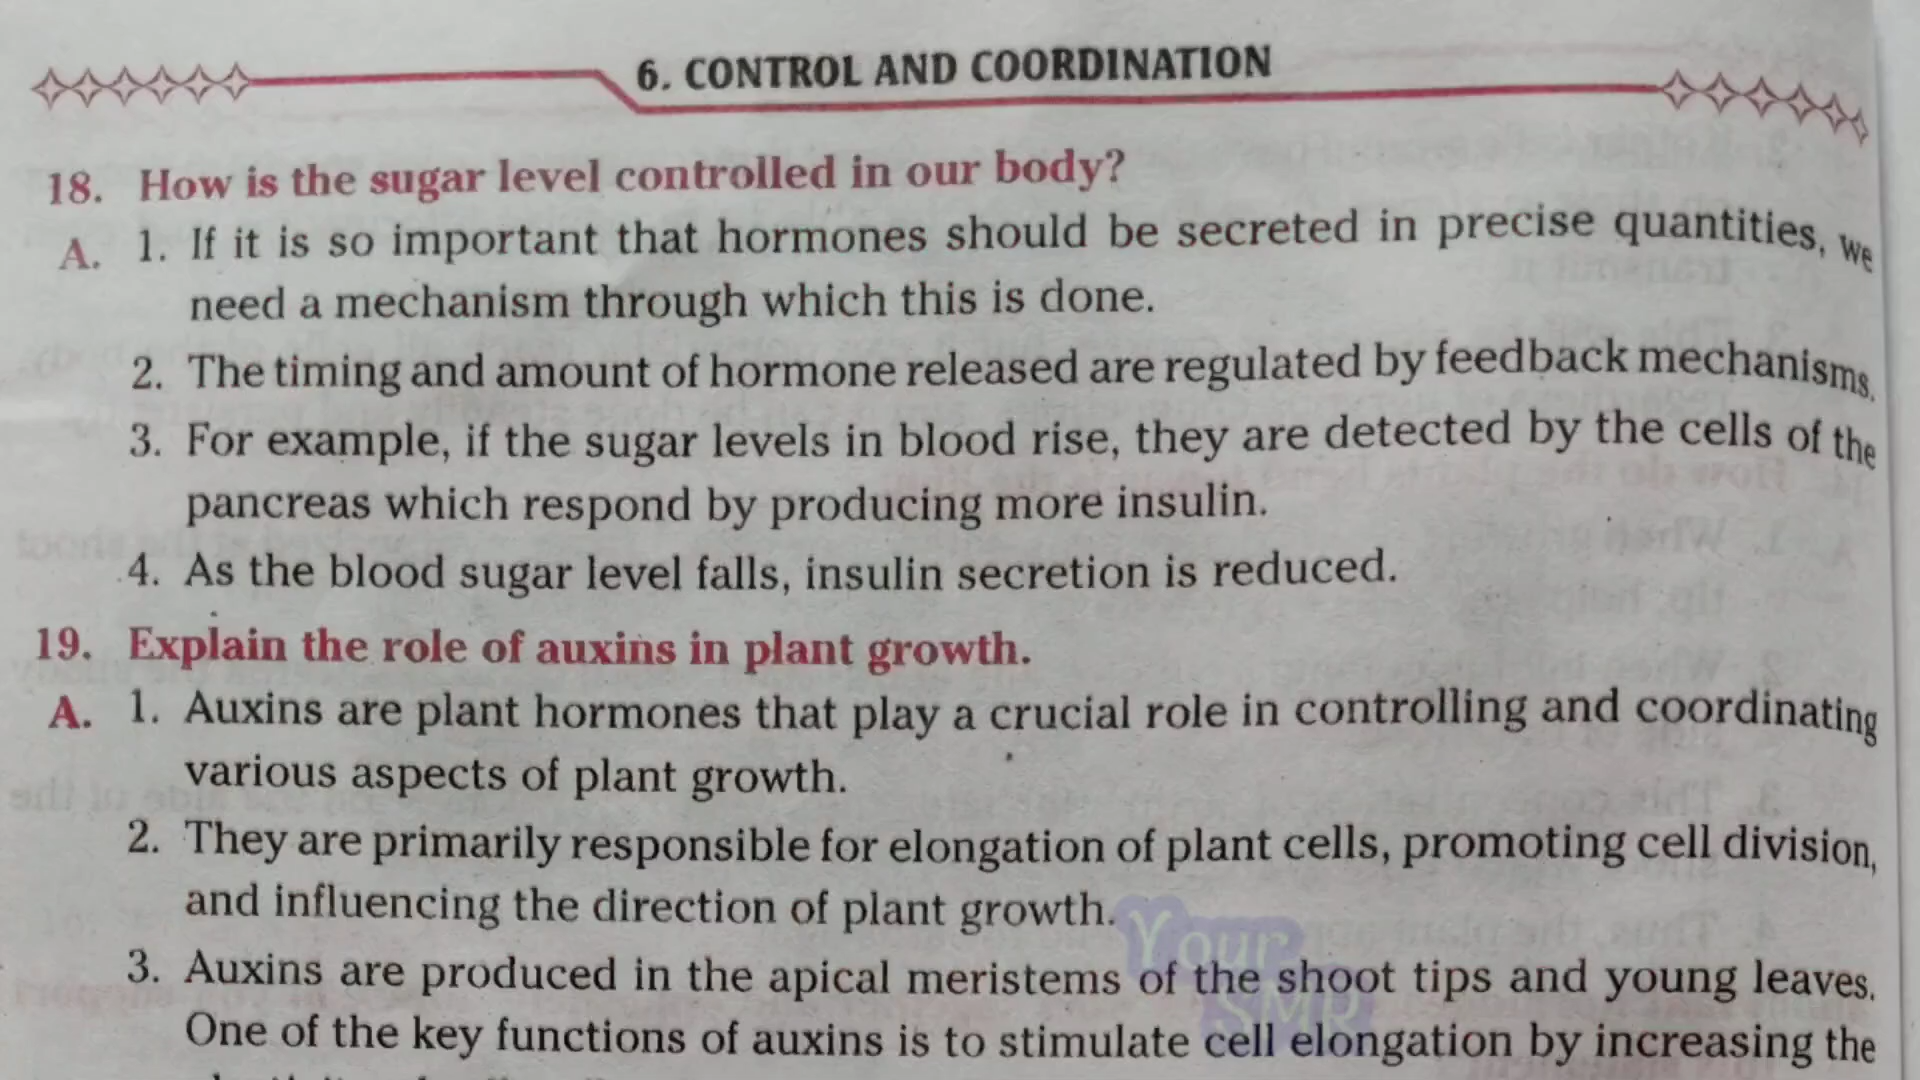 6. CONTROL AND COORDINATION
18. How is the sugar level controlled in our body?
A. 1. If it is so important that hormones should be secreted in precise quantities, we
need a mechanism through which this is done.
2. The timing and amount of hormone released are regulated by feedback mechanisms.
3. For example, if the sugar levels in blood rise, they are detected by the cells of the
pancreas which respond by producing more insulin.
4. As the blood sugar level falls, insulin secretion is reduced.
19. Explain the role of auxins in plant growth.
A. 1. Auxins are plant hormones that play a crucial role in controlling and coordinating
various aspects of plant growth.
2. They are primarily responsible for elongation of plant cells, promoting cell division,
and influencing the direction of plant growth.
Your
3. Auxins are produced in the apical meristems of the shoot tips and young leaves.
SMR
One of the key functions of auxins is to stimulate cell elongation by increasing the